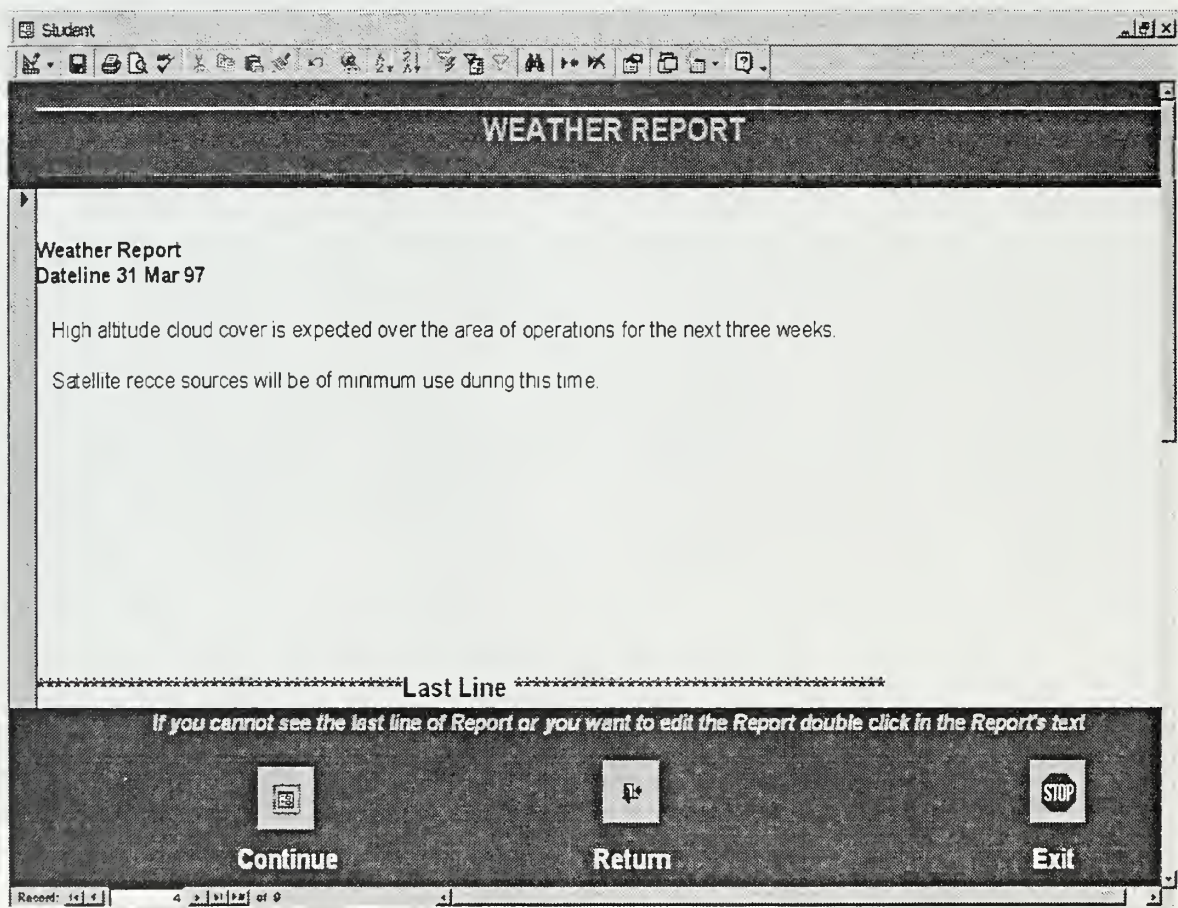 Student
WEATHER REPORT
Weather Report
Dateline 31 Mar 97
High altitude cloud cover is expected over the area of operations for the next three weeks.
Satellite recce sources will be of minimum use during this time.
****************************************Last Line ****************************************
If you cannot see the last line of Report or you want to edit the Report double click in the Report's text
STOP
Continue Return Exit
Record: 4 of 9